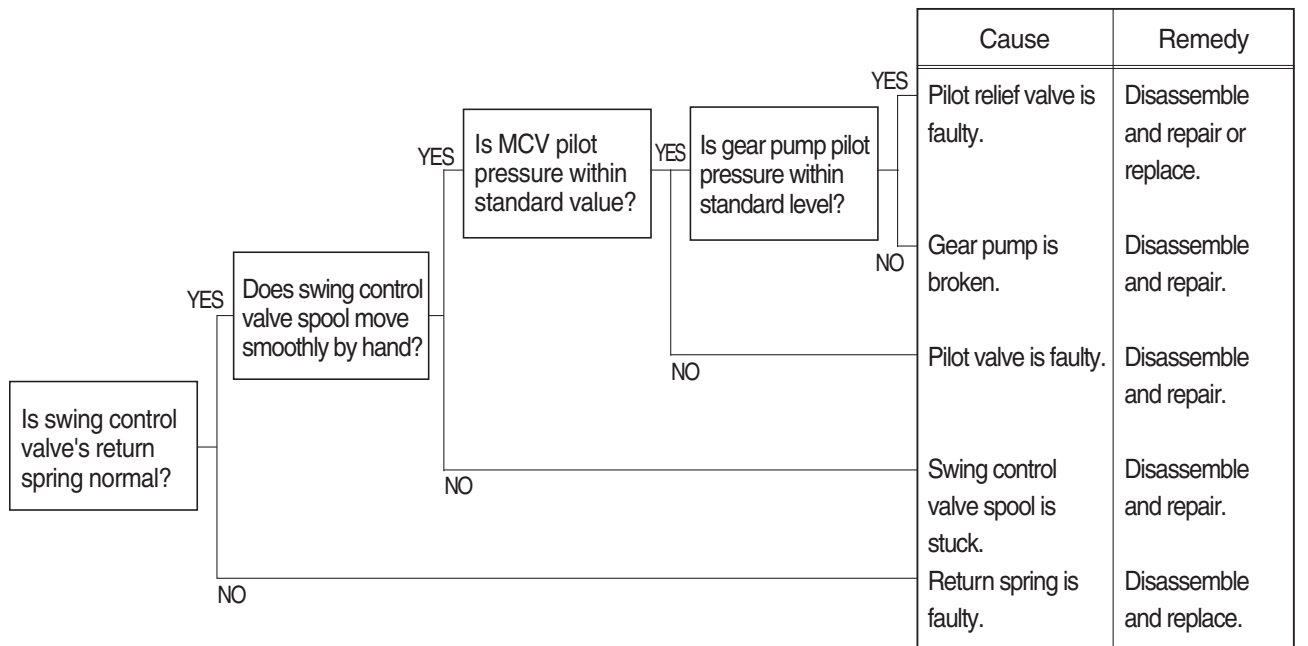 Cause
Remedy
YES
Pilot relief valve is
faulty.
Disassemble
and repair or
replace.
YES
Is MCV pilot
pressure within
standard value?
YES
Is gear pump pilot
pressure within
standard level?
NO
Gear pump is
broken.
Disassemble
and repair.
YES
Does swing control
valve spool move
smoothly by hand?
NO
Pilot valve is faulty.
Disassemble
and repair.
Is swing control
valve's return
spring normal?
NO
Swing control
valve spool is
stuck.
Disassemble
and repair.
NO
Return spring is
faulty.
Disassemble
and replace.